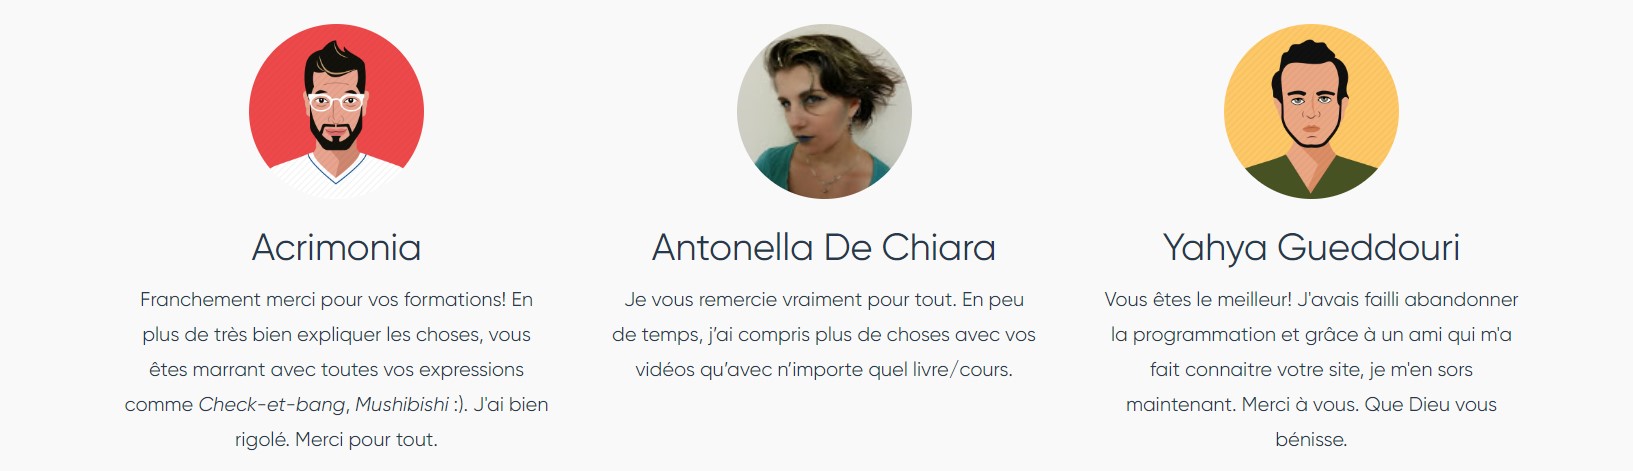 Acrimonia
Franchement merci pour vos formations! En
plus de très bien expliquer les choses, vous
êtes marrant avec toutes vos expressions
comme Check-et-bang, Mushibishi :). J'ai bien
rigolé. Merci pour tout.
Antonella De Chiara
Je vous remercie vraiment pour tout. En peu
de temps, j’ai compris plus de choses avec vos
vidéos qu’avec n’importe quel livre/cours.
Yahya Gueddouri
Vous êtes le meilleur! J'avais failli abandonner
la programmation et grâce à un ami qui m'a
fait connaitre votre site, je m'en sors
maintenant. Merci à vous. Que Dieu vous
bénisse.